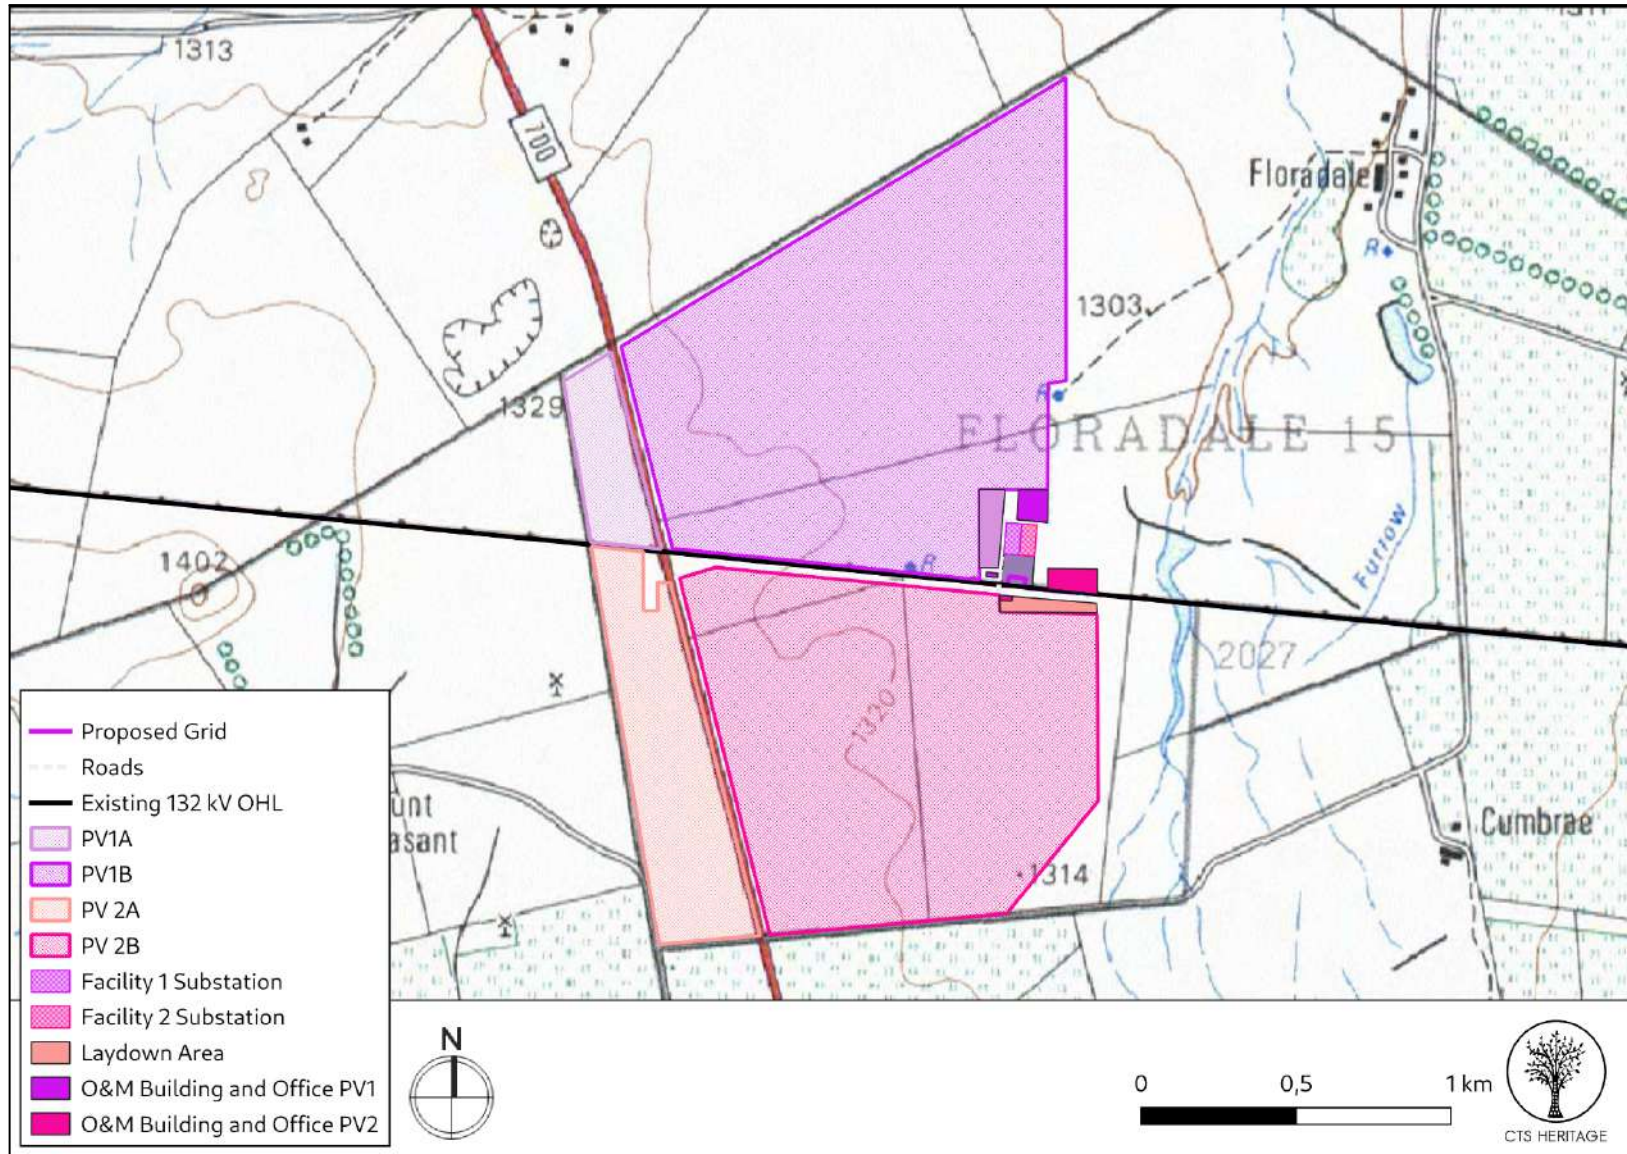 1313
700
Floradale
R
1303
1329
R
FLORADALE 15
1402
R
Furrow
2027
1320
unt
asant
1314
Cumbrae
Proposed Grid
Roads
Existing 132 kV OHL
PV1A
PV1B
PV 2A
PV 2B
Facility 1 Substation
Facility 2 Substation
Laydown Area
O&M Building and Office PV1
O&M Building and Office PV2
N
0 0,5 1 km
CTS HERITAGE